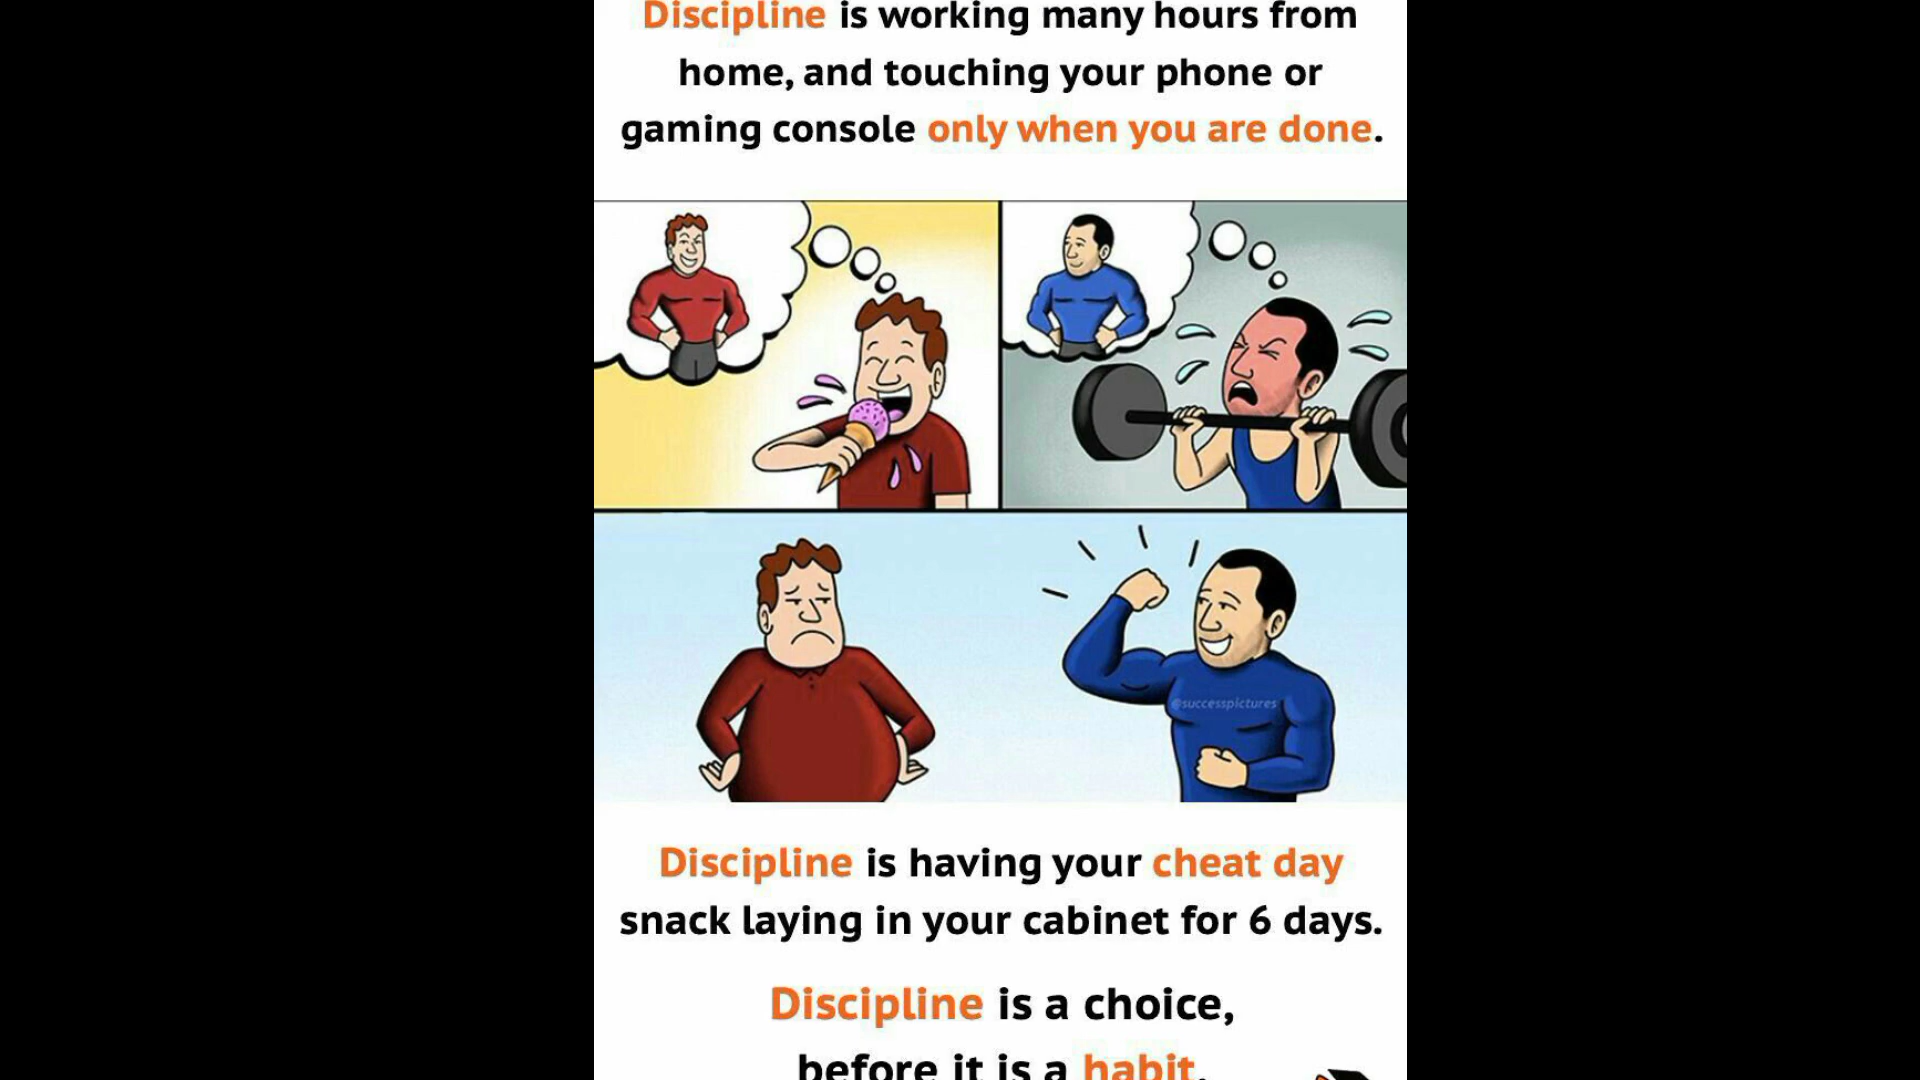 Discipline is working many hours from
home, and touching your phone or
gaming console only when you are done.
@successpictures
Discipline is having your cheat day
snack laying in your cabinet for 6 days.
Discipline is a choice,
before it is a habit.